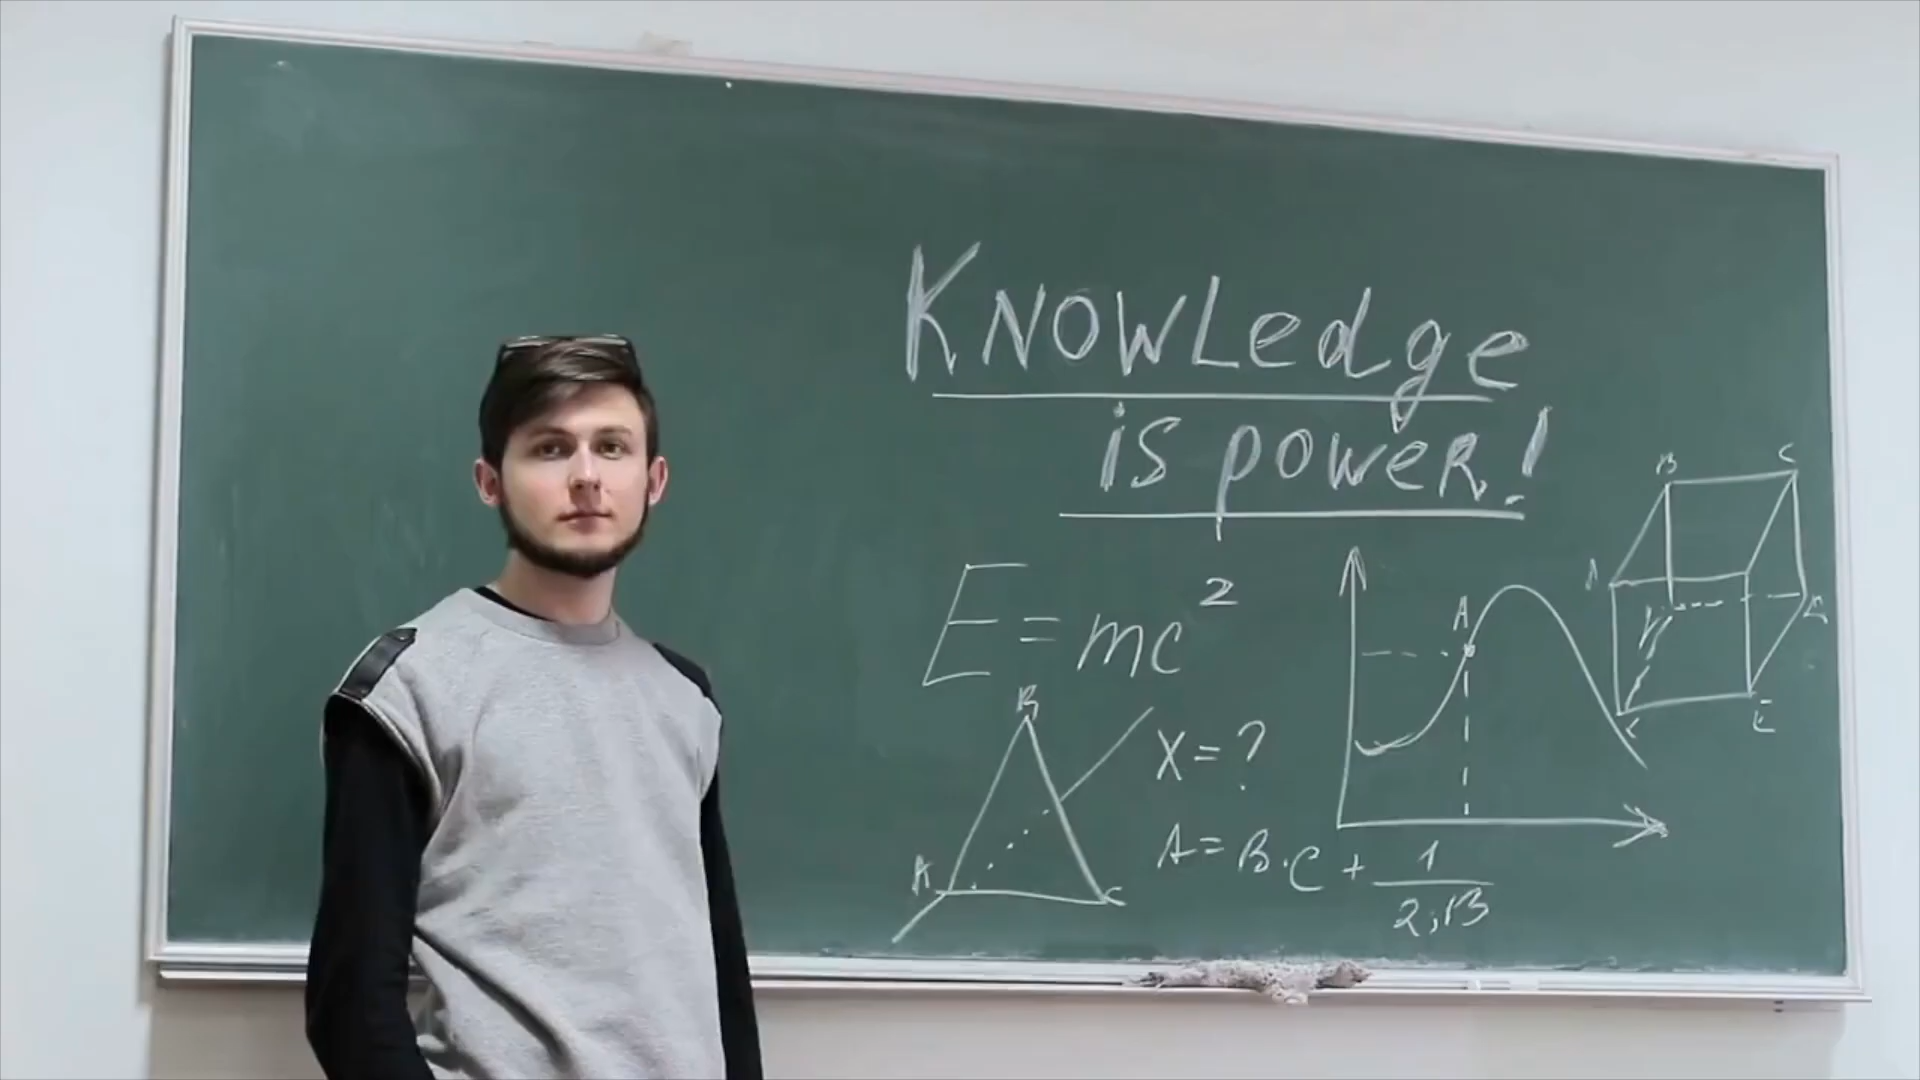 Knowledge
is power!
E = mc²
B
X = ?
A
C
A = B · C + 1/2,13
A
B
C
E